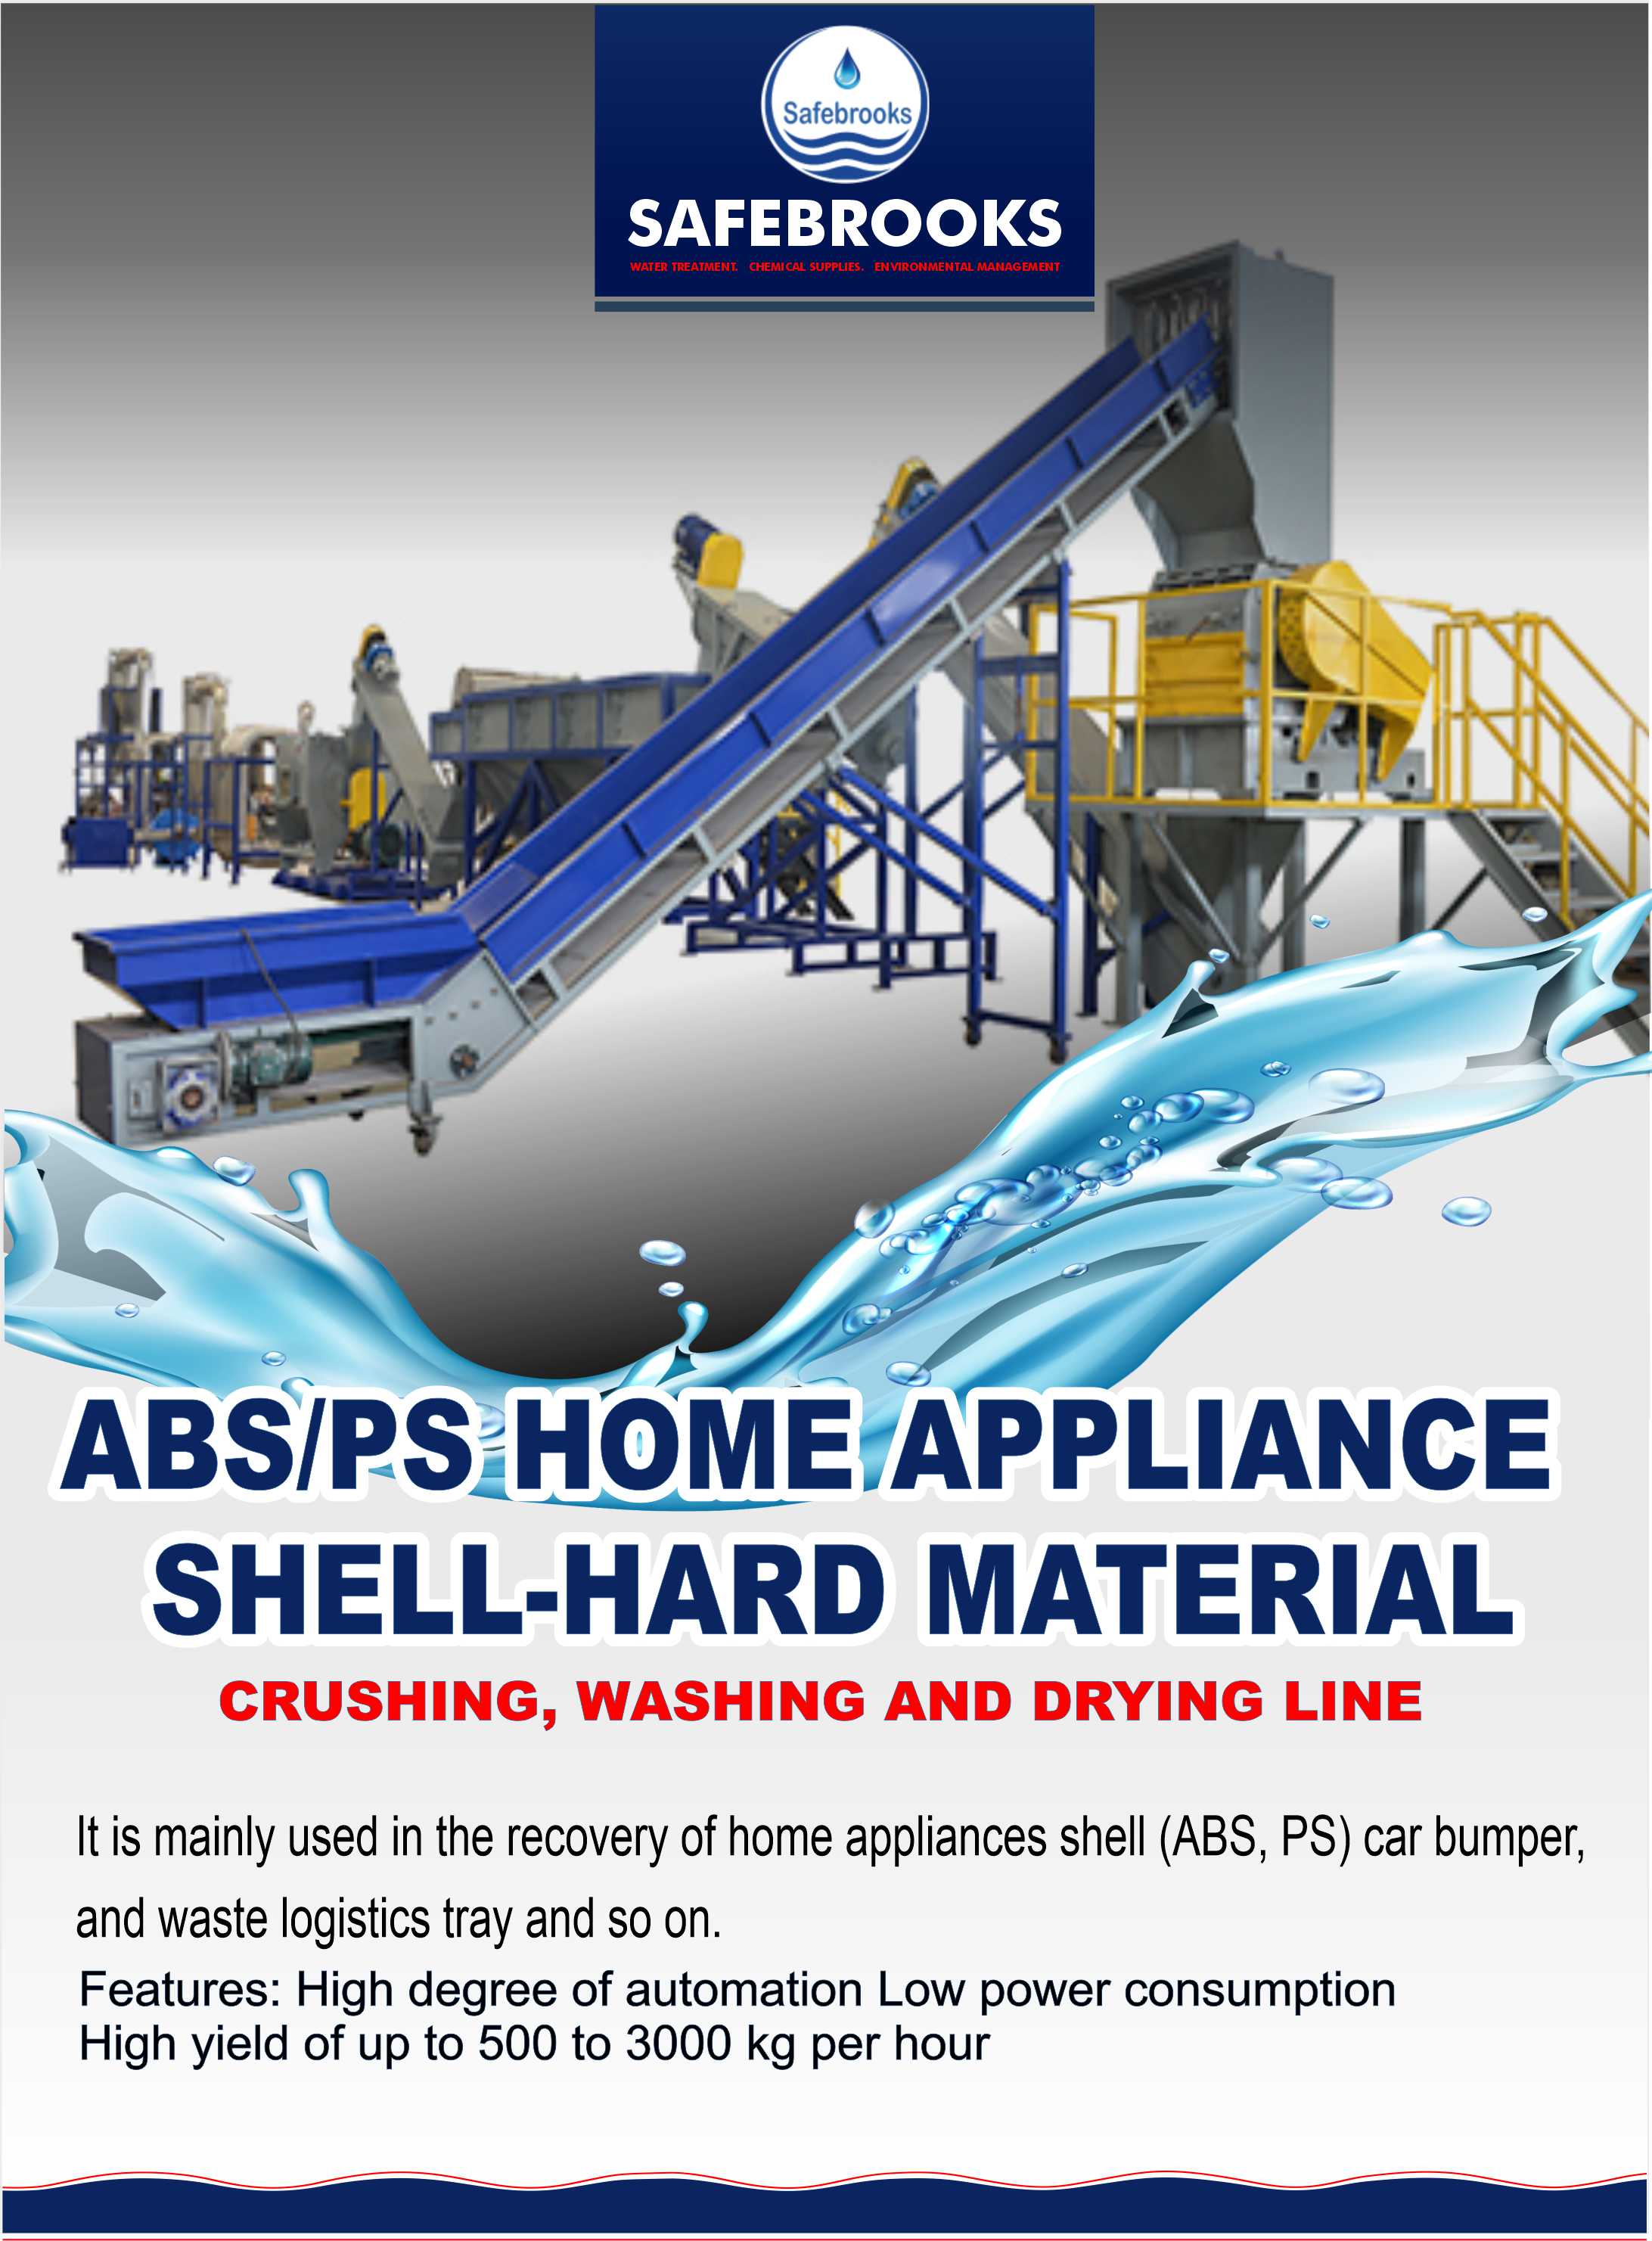 Safebrooks
SAFEBROOKS
WATER TREATMENT. CHEMICAL SUPPLIES. ENVIRONMENTAL MANAGEMENT
ABS/PS HOME APPLIANCE
SHELL-HARD MATERIAL
CRUSHING, WASHING AND DRYING LINE
It is mainly used in the recovery of home appliances shell (ABS, PS) car bumper,
and waste logistics tray and so on.
Features: High degree of automation Low power consumption
High yield of up to 500 to 3000 kg per hour